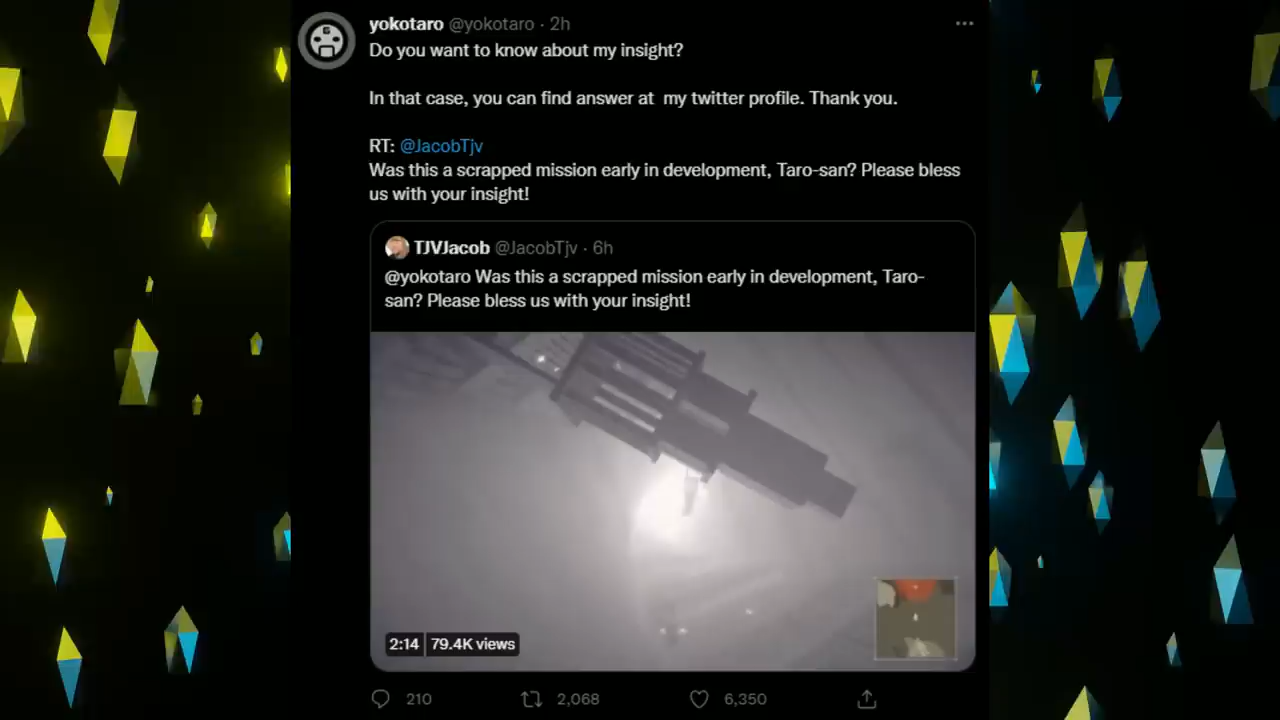 yokotaro @yokotaro · 2h
Do you want to know about my insight?
In that case, you can find answer at  my twitter profile. Thank you.
RT: @JacobTjv
Was this a scrapped mission early in development, Taro-san? Please bless
us with your insight!
TJVJacob @JacobTjv · 6h
@yokotaro Was this a scrapped mission early in development, Taro-
san? Please bless us with your insight!
2:14 79.4K views
210 2,068 6,350